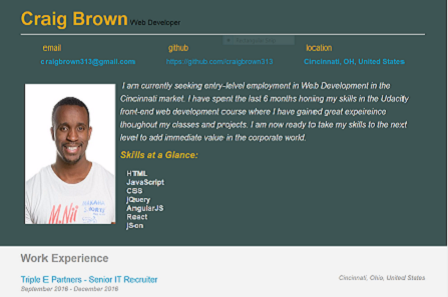 Craig Brown Web Developer
email github location
craigbrown313@gmail.com https://github.com/craigbrown313 Cincinnati, OH, United States
I am currently seeking entry-lelvel employment in Web Development in the
Cincinnati market. I have spent the last 6 months honing my skills in the Udacity
front-end web development course where I have gained great expeireince
thoughout my classes and projects. I am now ready to take my skills to the next
level to add immediate value in the corporate world.
Skills at a Glance:
HTML
JavaScript
CSS
jQuery
AngularJS
React
jSon
Work Experience
Triple E Partners - Senior IT Recruiter Cincinnati, Ohio, United States
September 2016 - December 2016